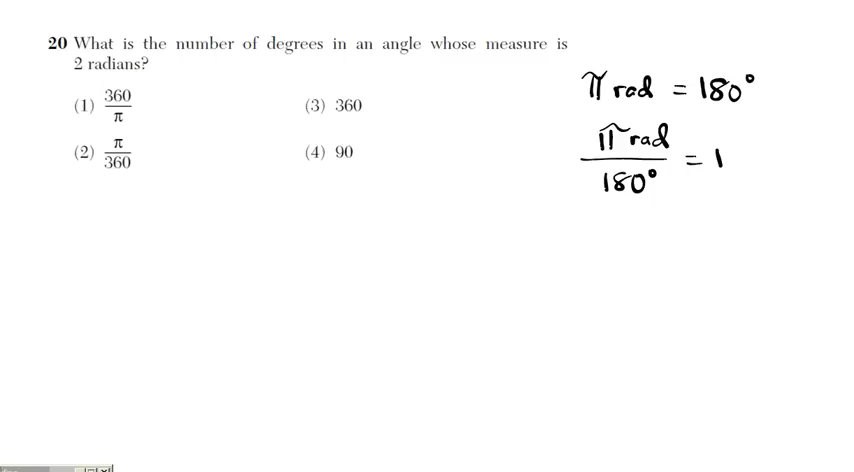 20 What is the number of degrees in an angle whose measure is
2 radians?
(1) 360/π
(3) 360
(2) π/360
(4) 90
π rad = 180°
π rad/180° = 1